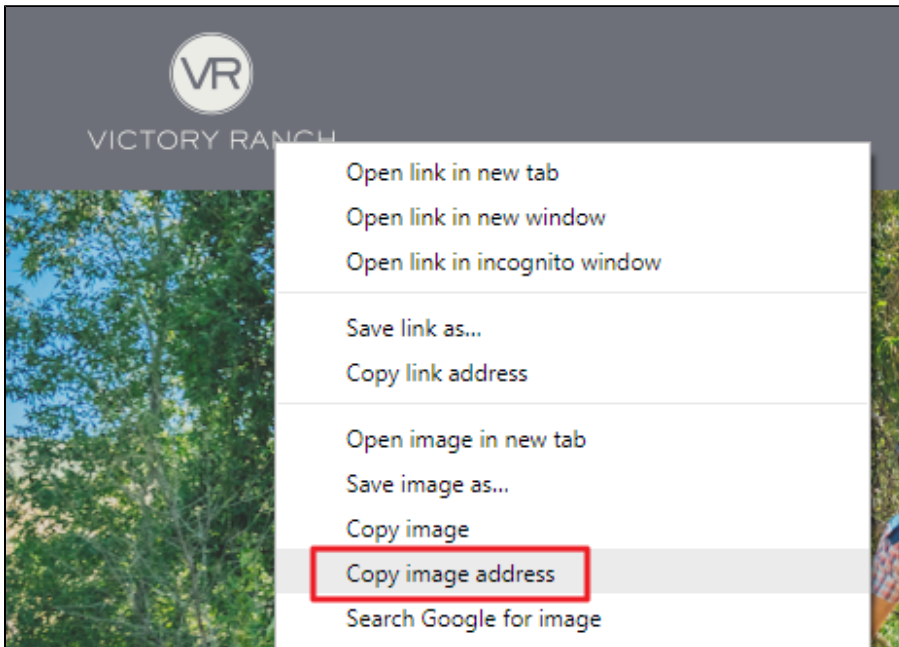 VR
VICTORY RANCH
Open link in new tab
Open link in new window
Open link in incognito window
Save link as...
Copy link address
Open image in new tab
Save image as...
Copy image
Copy image address
Search Google for image